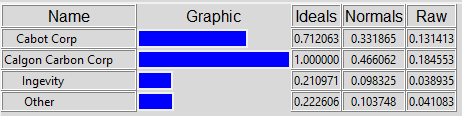 Name Graphic Ideals Normals Raw
Cabot Corp 0.712063 0.331865 0.131413
Calgon Carbon Corp 1.000000 0.466062 0.184553
Ingevity 0.210971 0.098325 0.038935
Other 0.222606 0.103748 0.041083